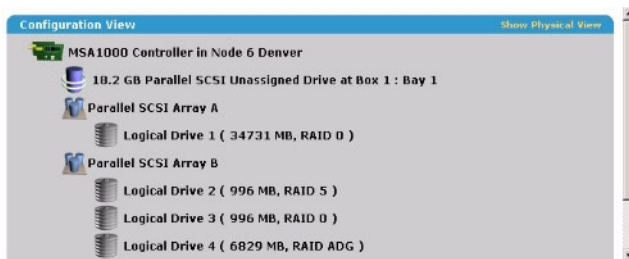 Configuration View
Show Physical View
MSA1000 Controller in Node 6 Denver
18.2 GB Parallel SCSI Unassigned Drive at Box 1 : Bay 1
Parallel SCSI Array A
Logical Drive 1 ( 34731 MB, RAID 0 )
Parallel SCSI Array B
Logical Drive 2 ( 996 MB, RAID 5 )
Logical Drive 3 ( 996 MB, RAID 0 )
Logical Drive 4 ( 6829 MB, RAID ADG )